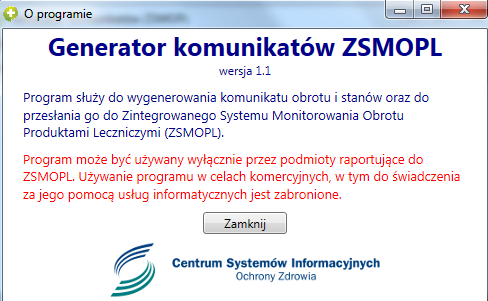 O programie
Generator komunikatów ZSMOPL
wersja 1.1
Program służy do wygenerowania komunikatu obrotu i stanów oraz do
przesłania go do Zintegrowanego Systemu Monitorowania Obrotu
Produktami Leczniczymi (ZSMOPL).
Program może być używany wyłącznie przez podmioty raportujące do
ZSMOPL. Używanie programu w celach komercyjnych, w tym do świadczenia
za jego pomocą usług informatycznych jest zabronione.
Zamknij
Centrum Systemów Informacyjnych
Ochrony Zdrowia